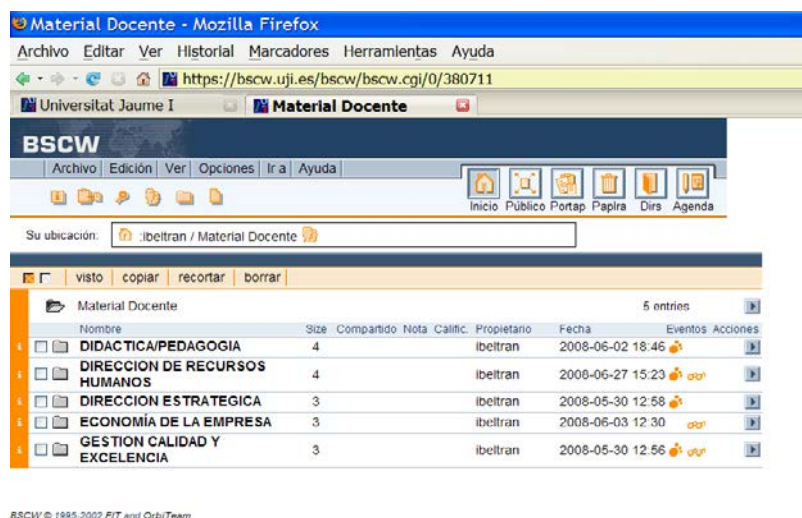 Material Docente - Mozilla Firefox
Archivo Editar Ver Historial Marcadores Herramientas Ayuda
https://bscw.uji.es/bscw/bscw.cgi/0/380711
Universitat Jaume I Material Docente
BSCW
Archivo Edición Ver Opciones Ir a Ayuda
Inicio Público Portap Paplra Dirs Agenda
Su ubicación: :ibeltran / Material Docente
visto copiar recortar borrar
Material Docente 5 entries
Nombre Size Compartido Nota Calific. Propietario Fecha Eventos Acciones
DIDACTICA/PEDAGOGIA 4 ibeltran 2008-06-02 18:46
DIRECCION DE RECURSOS
HUMANOS 4 ibeltran 2008-06-27 15:23
DIRECCION ESTRATEGICA 3 ibeltran 2008-05-30 12:58
ECONOMÍA DE LA EMPRESA 3 ibeltran 2008-06-03 12:30
GESTION CALIDAD Y
EXCELENCIA 3 ibeltran 2008-05-30 12:56
BSCW © 1995-2002 FIT and OrbiTeam